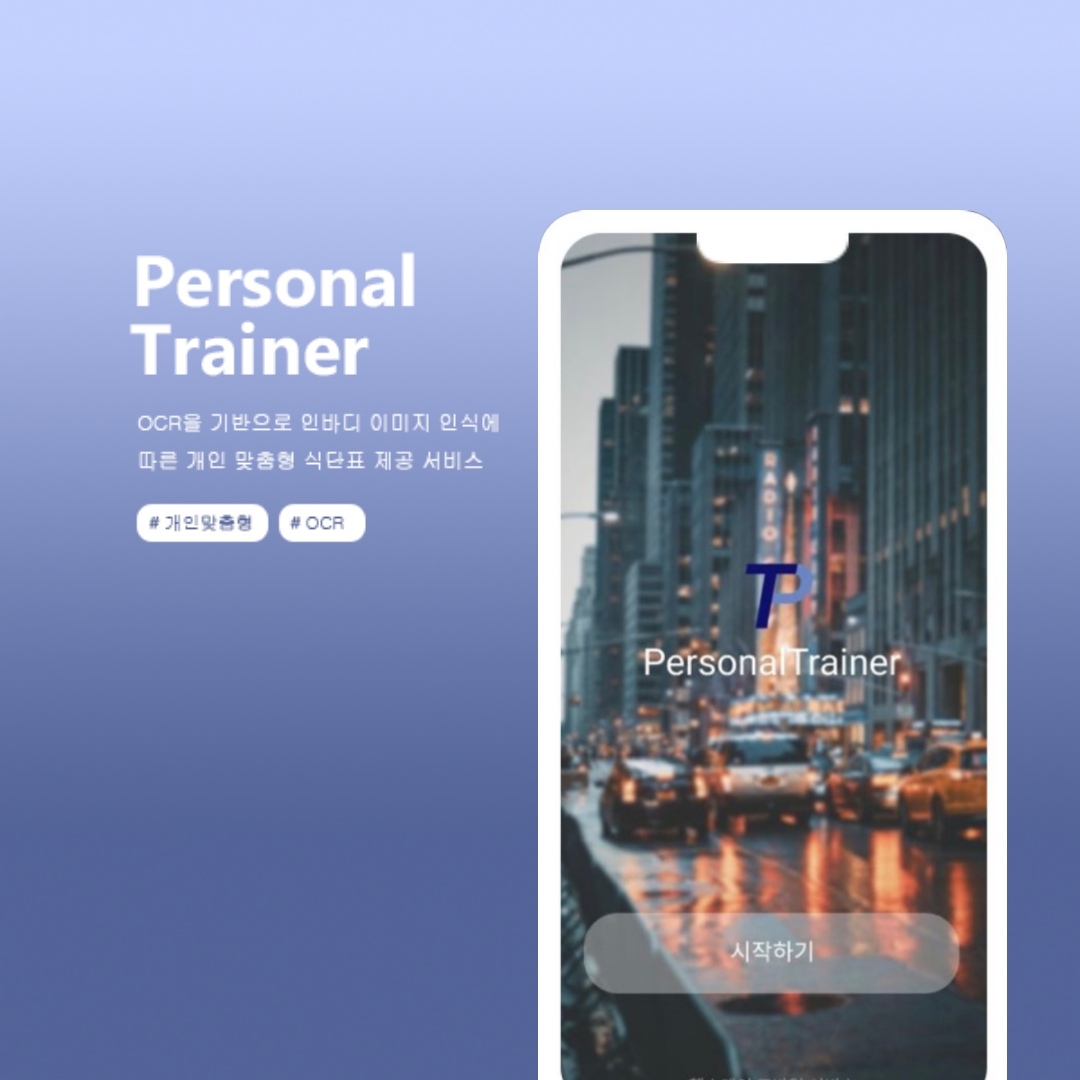 Personal
Trainer
OCR을 기반으로 인바디 이미지 인식에
따른 개인 맞춤형 식단표 제공 서비스
# 개인맞춤형
# OCR
RADIO
TP
PersonalTrainer
시작하기